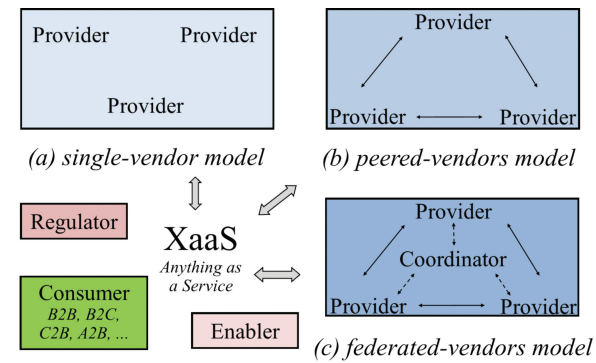 Provider Provider
Provider
(a) single-vendor model
Provider
Provider Provider
(b) peered-vendors model
Regulator
XaaS
Anything as
a Service
Consumer
B2B, B2C,
C2B, A2B, ...
Enabler
Provider
Coordinator
Provider Provider
(c) federated-vendors model